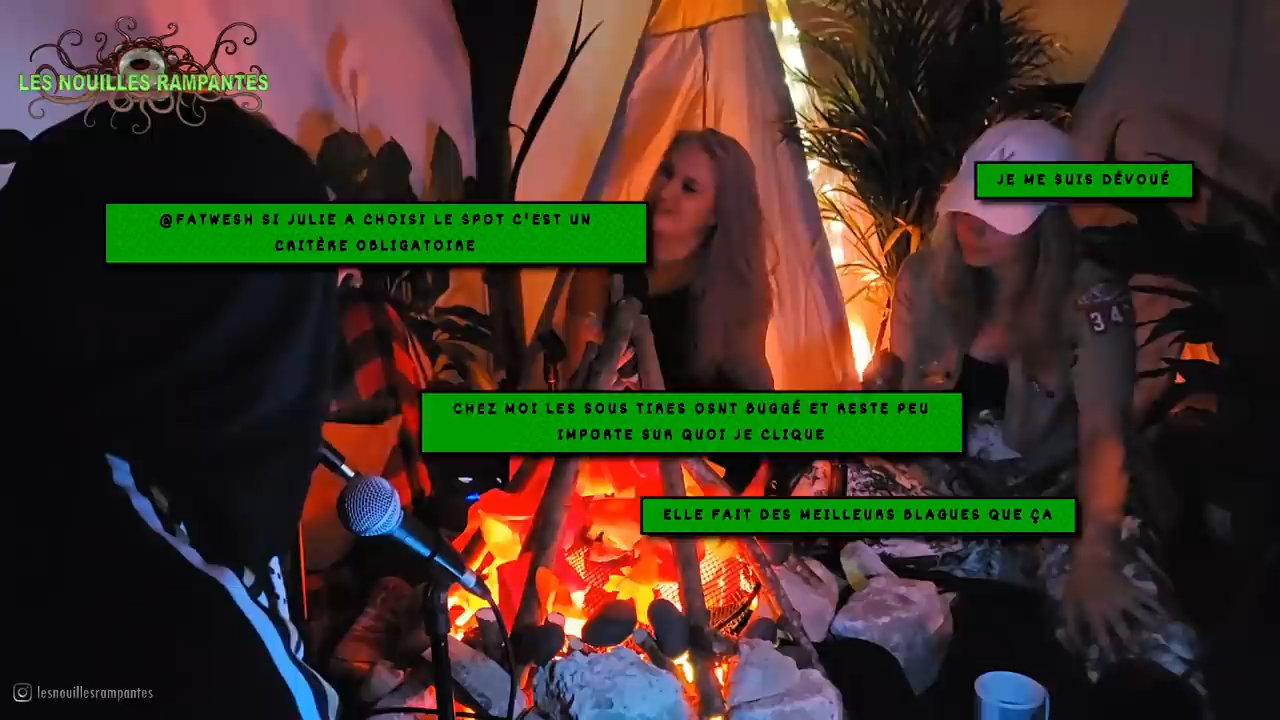 LES NOUILLES RAMPANTES
JE ME SUIS DÉVOUÉ
@FATWESH SI JULIE A CHOISI LE SPOT C'EST UN
CRITÈRE OBLIGATOIRE
34
CHEZ MOI LES SOUS TIRES OSNT BUGGÉ ET RESTE PEU
IMPORTE SUR QUOI JE CLIQUE
ELLE FAIT DES MEILLEURS BLAGUES QUE ÇA
lesnouillesrampantes